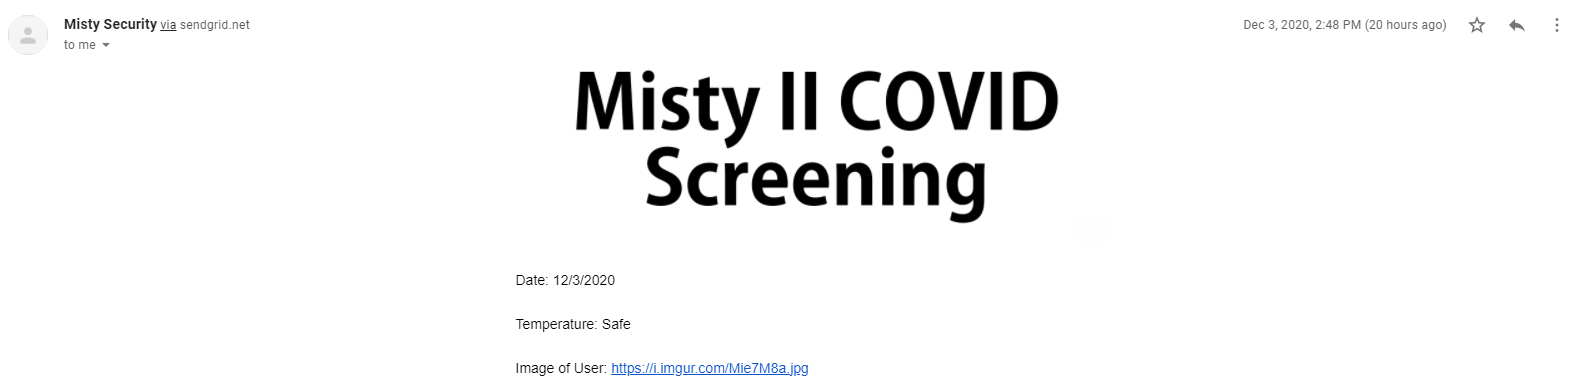 Misty Security via sendgrid.net
Dec 3, 2020, 2:48 PM (20 hours ago)
to me
Misty II COVID
Screening
Date: 12/3/2020
Temperature: Safe
Image of User: https://i.imgur.com/Mie7M8a.jpg